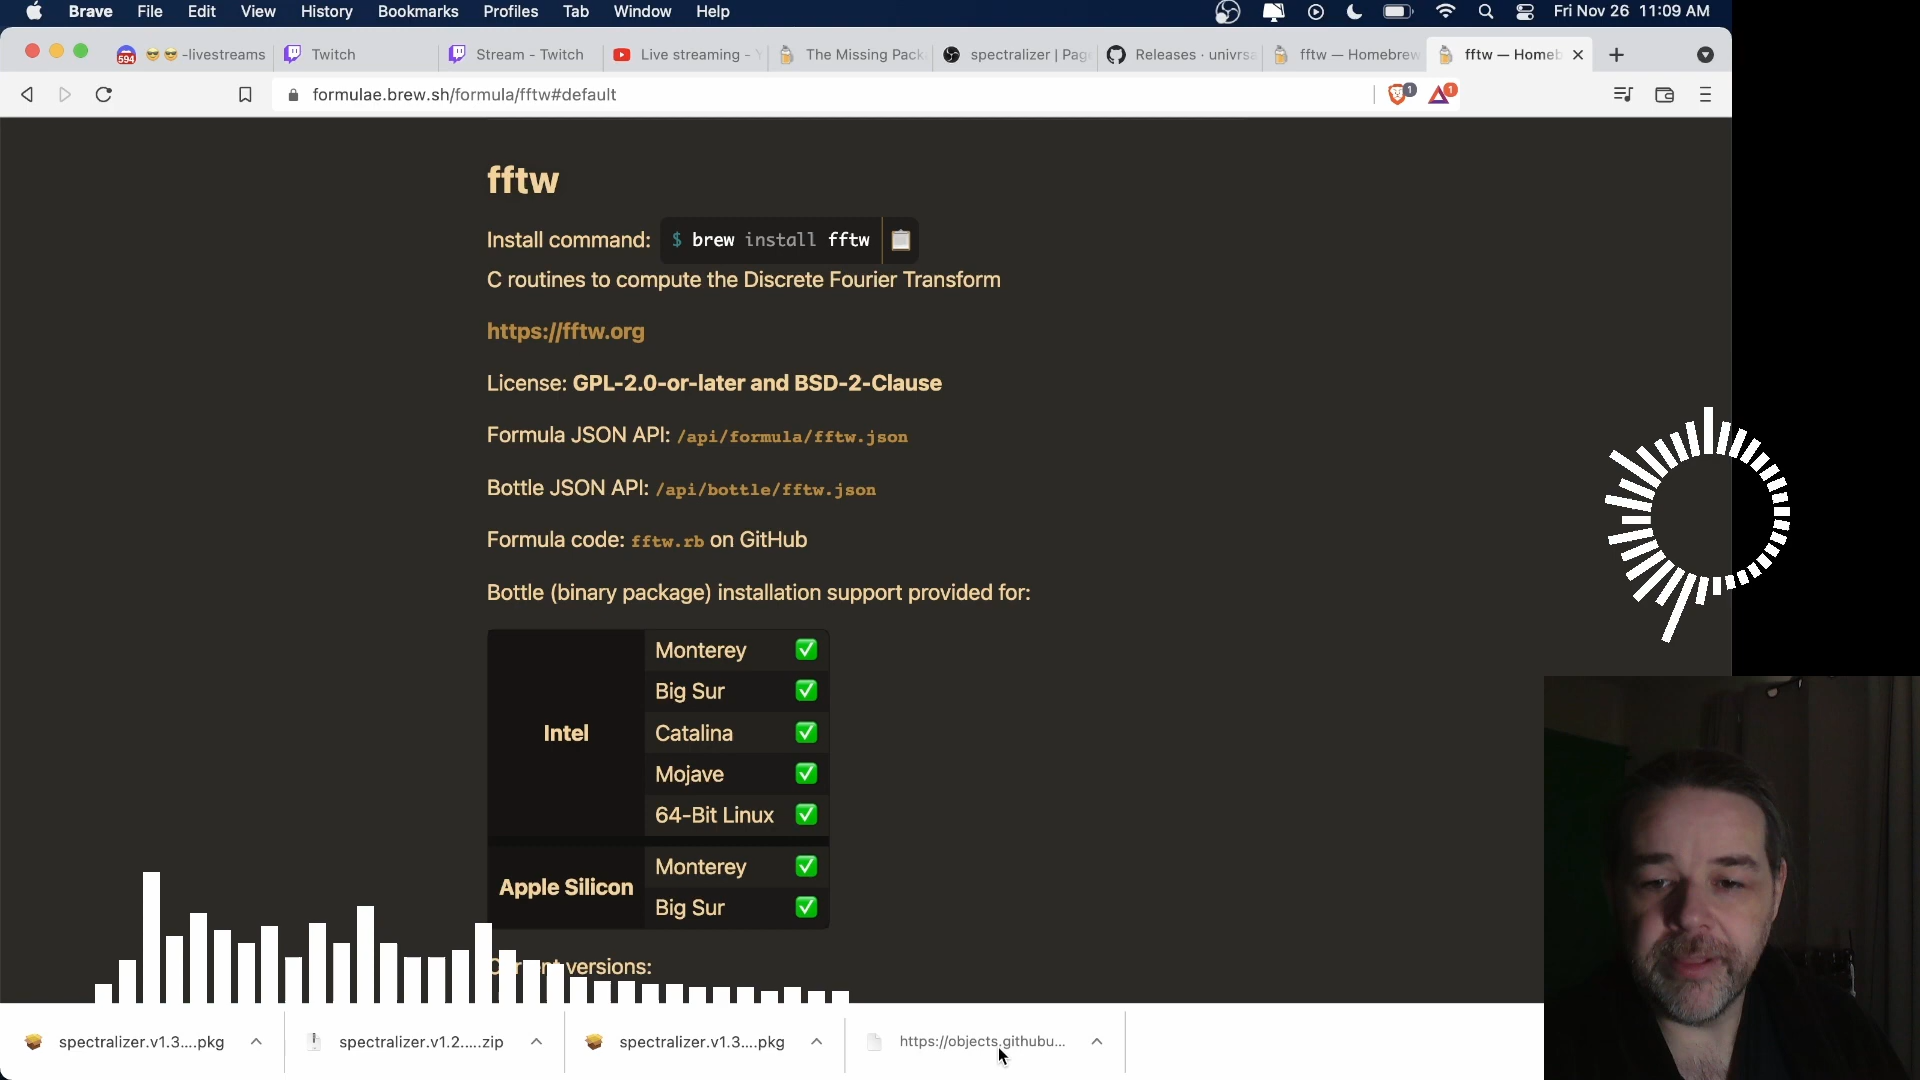 Brave File Edit View History Bookmarks Profiles Tab Window Help Fri Nov 26 11:09 AM
594 -livestreams Twitch Stream - Twitch Live streaming - The Missing Pack spectralizer | Page Releases · univrsa fftw — Homebrew fftw — Homeb
formulae.brew.sh/formula/fftw#default 1 1
fftw
Install command: $ brew install fftw
C routines to compute the Discrete Fourier Transform
https://fftw.org
License: GPL-2.0-or-later and BSD-2-Clause
Formula JSON API: /api/formula/fftw.json
Bottle JSON API: /api/bottle/fftw.json
Formula code: fftw.rb on GitHub
Bottle (binary package) installation support provided for:
Monterey
Big Sur
Intel Catalina
Mojave
64-Bit Linux
Monterey
Apple Silicon
Big Sur
versions:
spectralizer.v1.3....pkg spectralizer.v1.2.....zip spectralizer.v1.3....pkg https://objects.githubu...